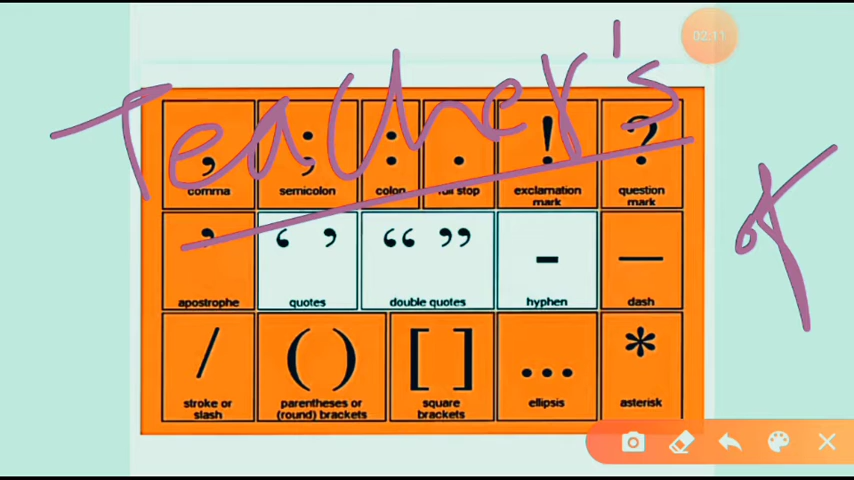 02:11
Teacher's
, ; : . ! ?
comma semicolon colon full stop exclamation mark question mark
’ ‘ ’ “ ” - —
apostrophe quotes double quotes hyphen dash
/ ( ) [ ] ... *
stroke or slash parentheses or (round) brackets square brackets ellipsis asterisk